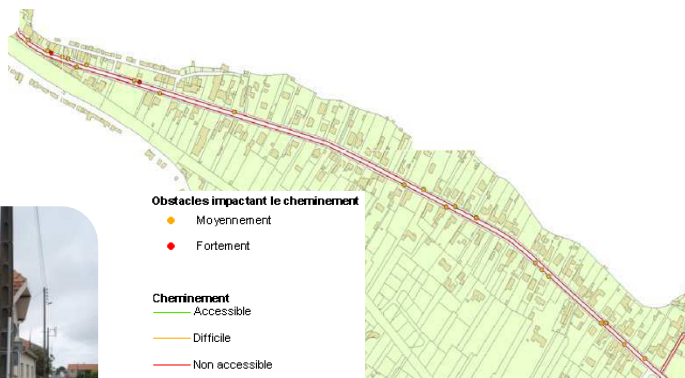 Obstacles impactant le cheminement
Moyennement
Fortement
Cheminement
Accessible
Difficile
Non accessible